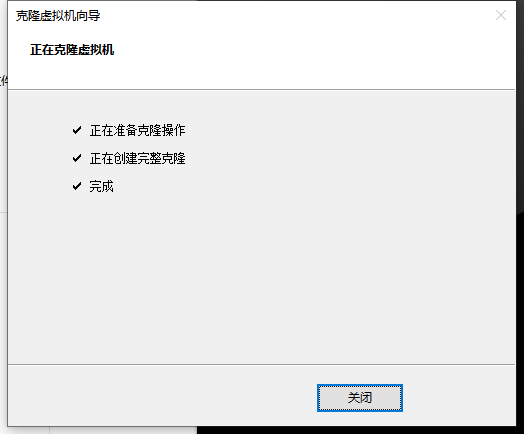 克隆虚拟机向导
正在克隆虚拟机
正在准备克隆操作
正在创建完整克隆
完成
关闭